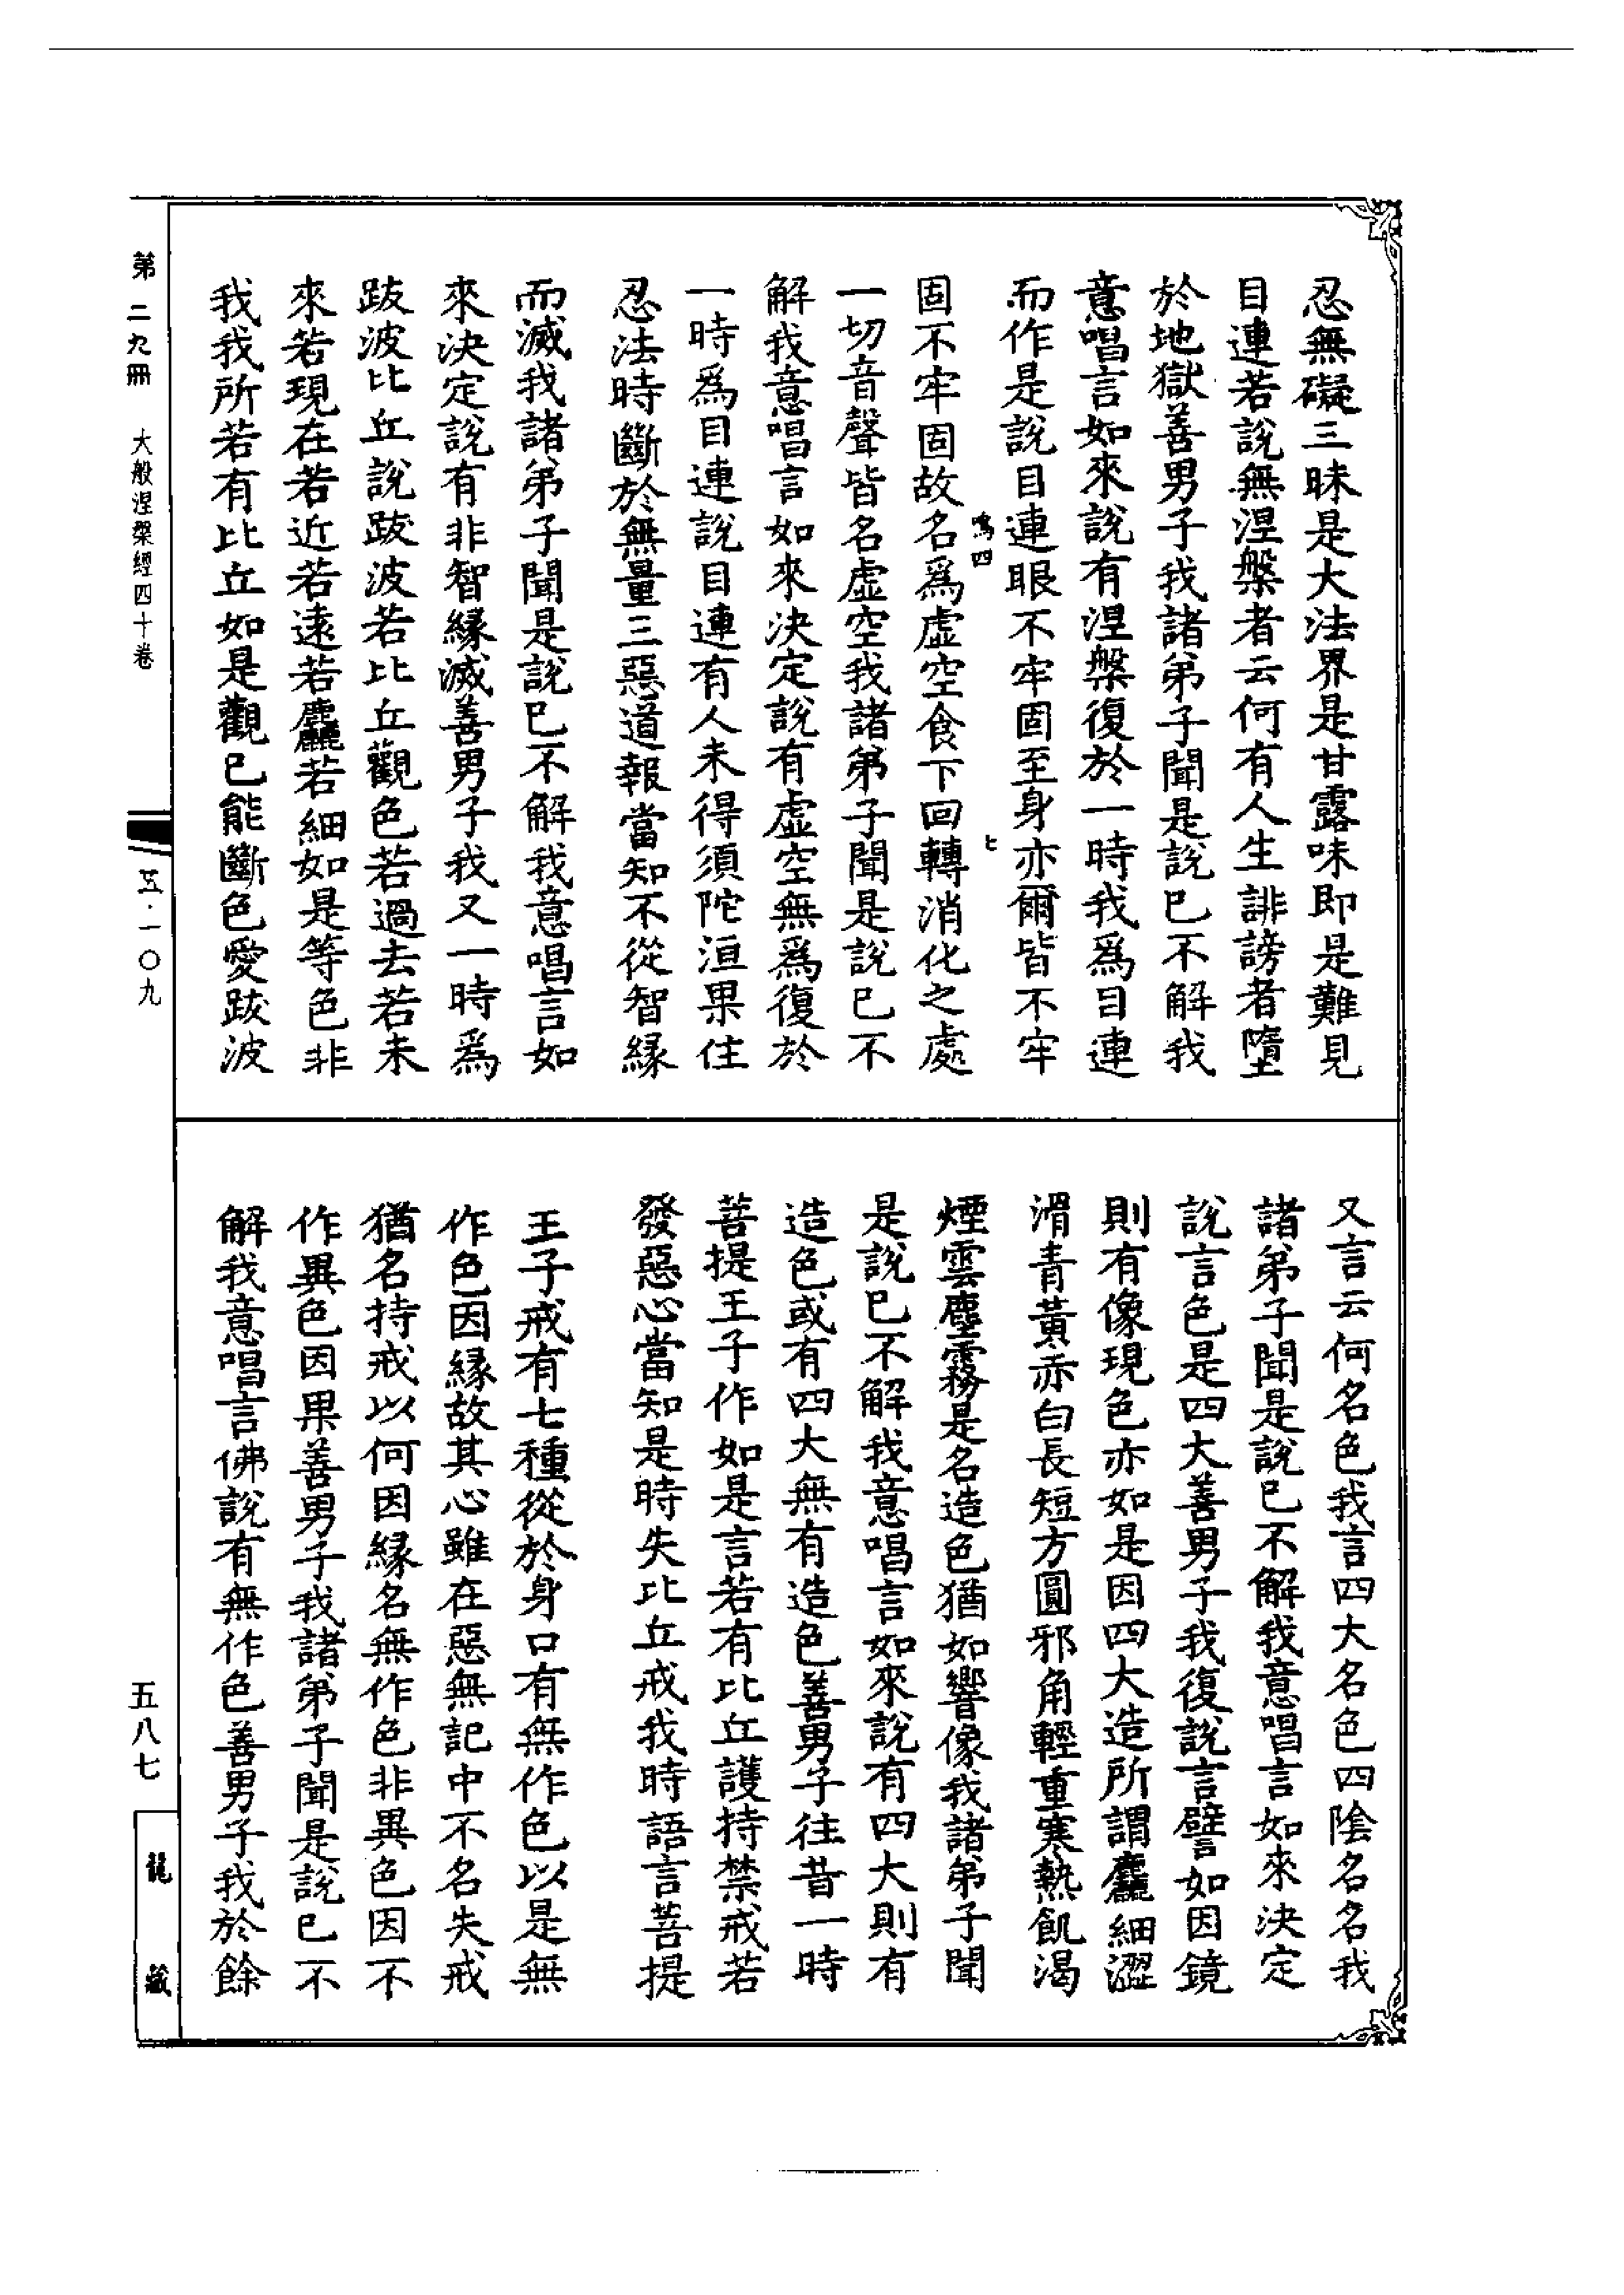 忍無礙三昧是大法界是甘露味即是難見
目連若說無涅槃者云何有人生誹謗者墮
於地獄善男子我諸弟子聞是說已不解我
意唱言如來說有涅槃復於一時我爲目連
而作是說目連眼不牢固至身亦爾皆不牢
鳴四
七
固不牢固故名爲虛空食下回轉消化之處
一切音聲皆名虛空我諸弟子聞是說已不
解我意唱言如來決定說有虛空無爲復於
一時爲目連說目連有人未得須陀洹果住
忍法時斷於無量三惡道報當知不從智緣
而滅我諸弟子聞是說已不解我意唱言如
來決定說有非智緣滅善男子我又一時爲
跋波比丘說跋波若比丘觀色若過去若未
來若現在若近若遠若麤若細如是等色非
我我所若有比丘如是觀已能斷色愛跋波
又言云何名色我言四大名色四陰名名我
諸弟子聞是說已不解我意唱言如來決定
說言色是四大善男子我復說言譬如因鏡
則有像現色亦如是因四大造所謂麤細澀
滑青黃赤白長短方圓邪角輕重寒熱飢渴
煙雲塵霧是名造色猶如響像我諸弟子聞
是說已不解我意唱言如來說有四大則有
造色或有四大無有造色善男子往昔一時
菩提王子作如是言若有比丘護持禁戒若
發惡心當知是時失比丘戒我時語言菩提
王子戒有七種從於身口有無作色以是無
作色因緣故其心雖在惡無記中不名失戒
猶名持戒以何因緣名無作色非異色因不
作異色因果善男子我諸弟子聞是說已不
解我意唱言佛說有無作色善男子我於餘
第二九冊 大般涅槃經四十卷
五·一〇九
五八七
龍藏